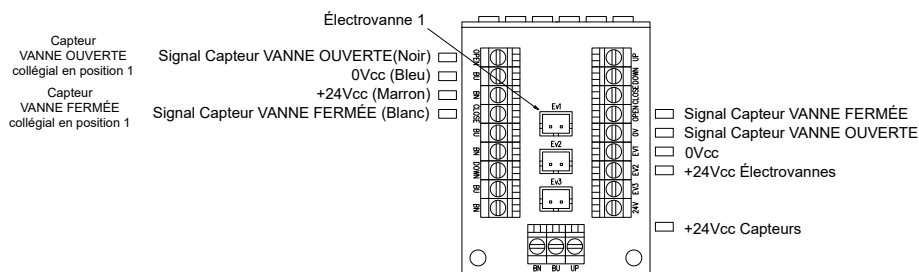 Électrovanne 1
Capteur
VANNE OUVERTE
collégial en position 1
Capteur
VANNE FERMÉE
collégial en position 1
Signal Capteur VANNE OUVERTE(Noir)
0Vcc (Bleu)
+24Vcc (Marron)
Signal Capteur VANNE FERMÉE (Blanc)
OPEN
BU
BN
CLOSE
BU
BN
DOWN
BU
BN
Ev1
Ev2
Ev3
UP
DOWN
CLOSE
OPEN
0V
EV1
EV2
EV3
24V
Signal Capteur VANNE FERMÉE
Signal Capteur VANNE OUVERTE
0Vcc
+24Vcc Électrovannes
+24Vcc Capteurs
BN BU UP